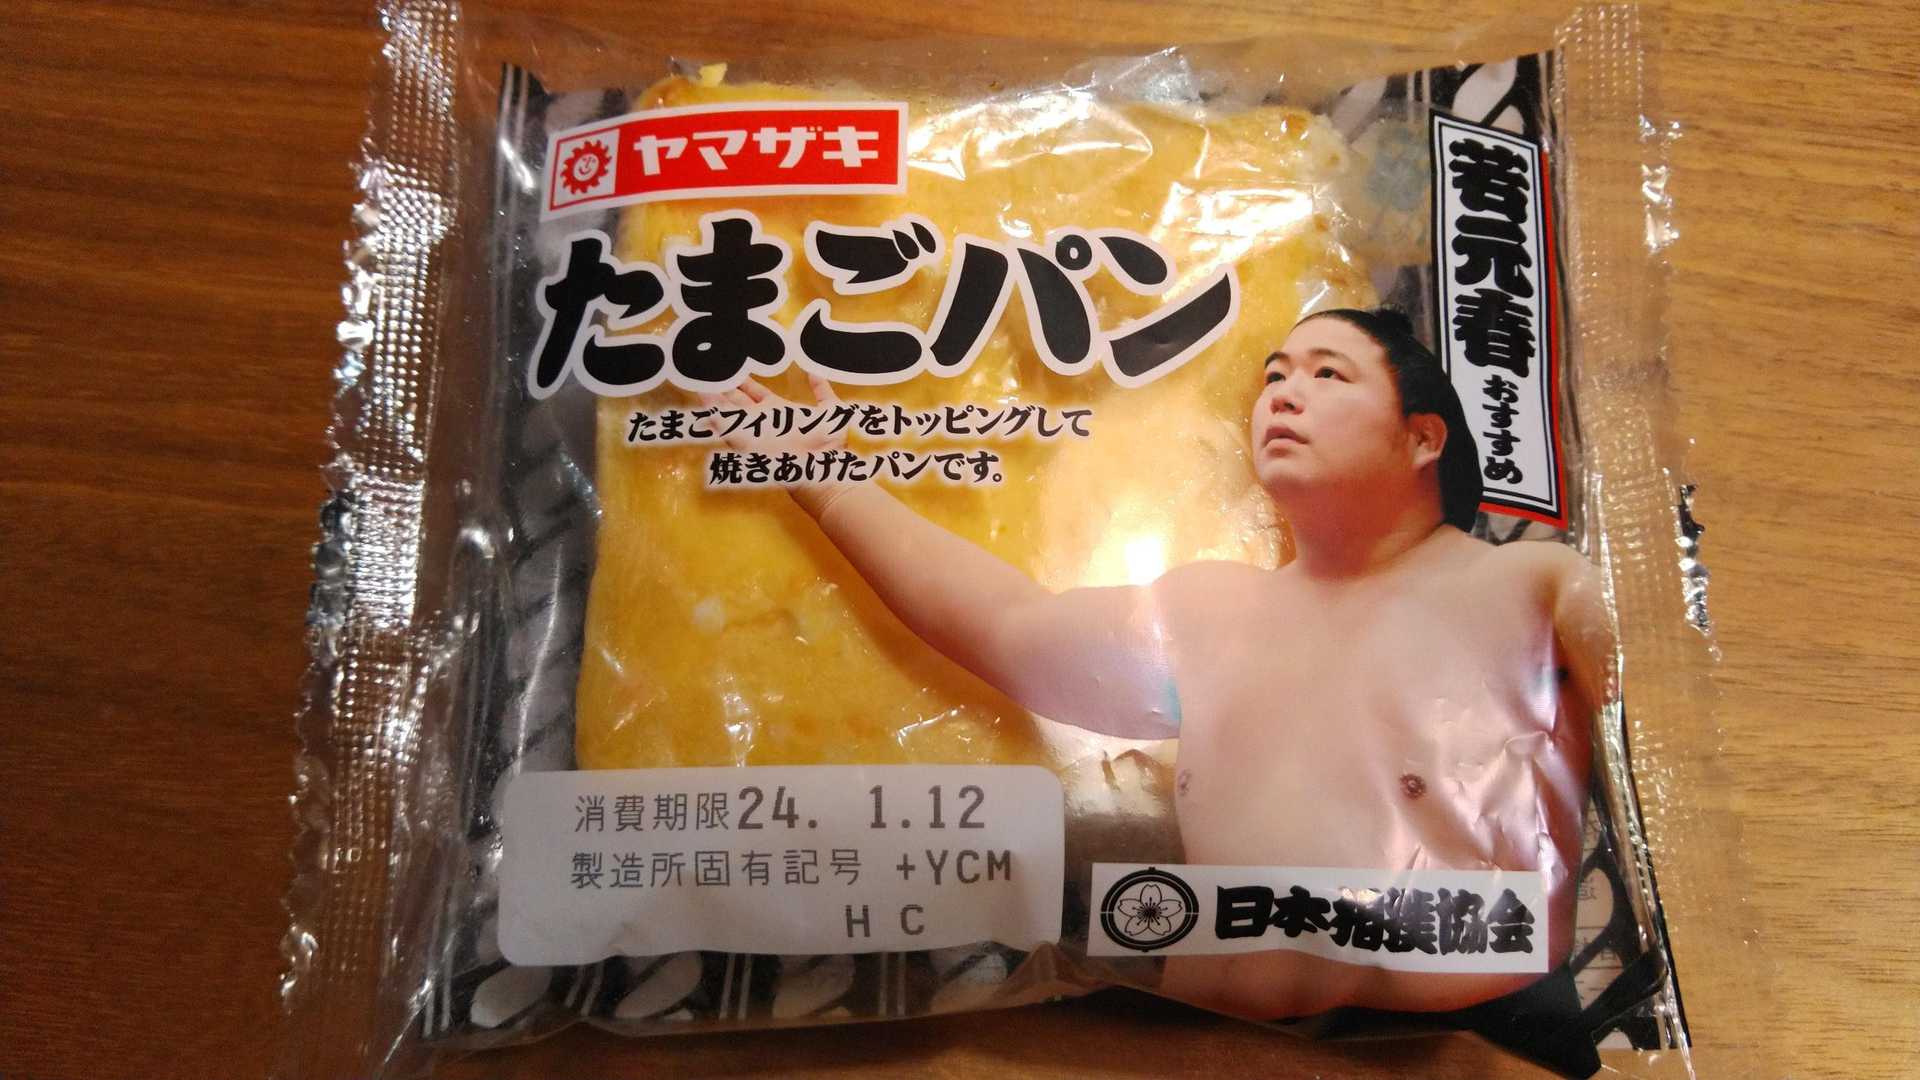 ヤマザキ
たまごパン
たまごフィリングをトッピングして
焼きあげたパンです。
若元春おすすめ
消費期限24. 1.12
製造所固有記号 +YCM
H C
日本相撲協会